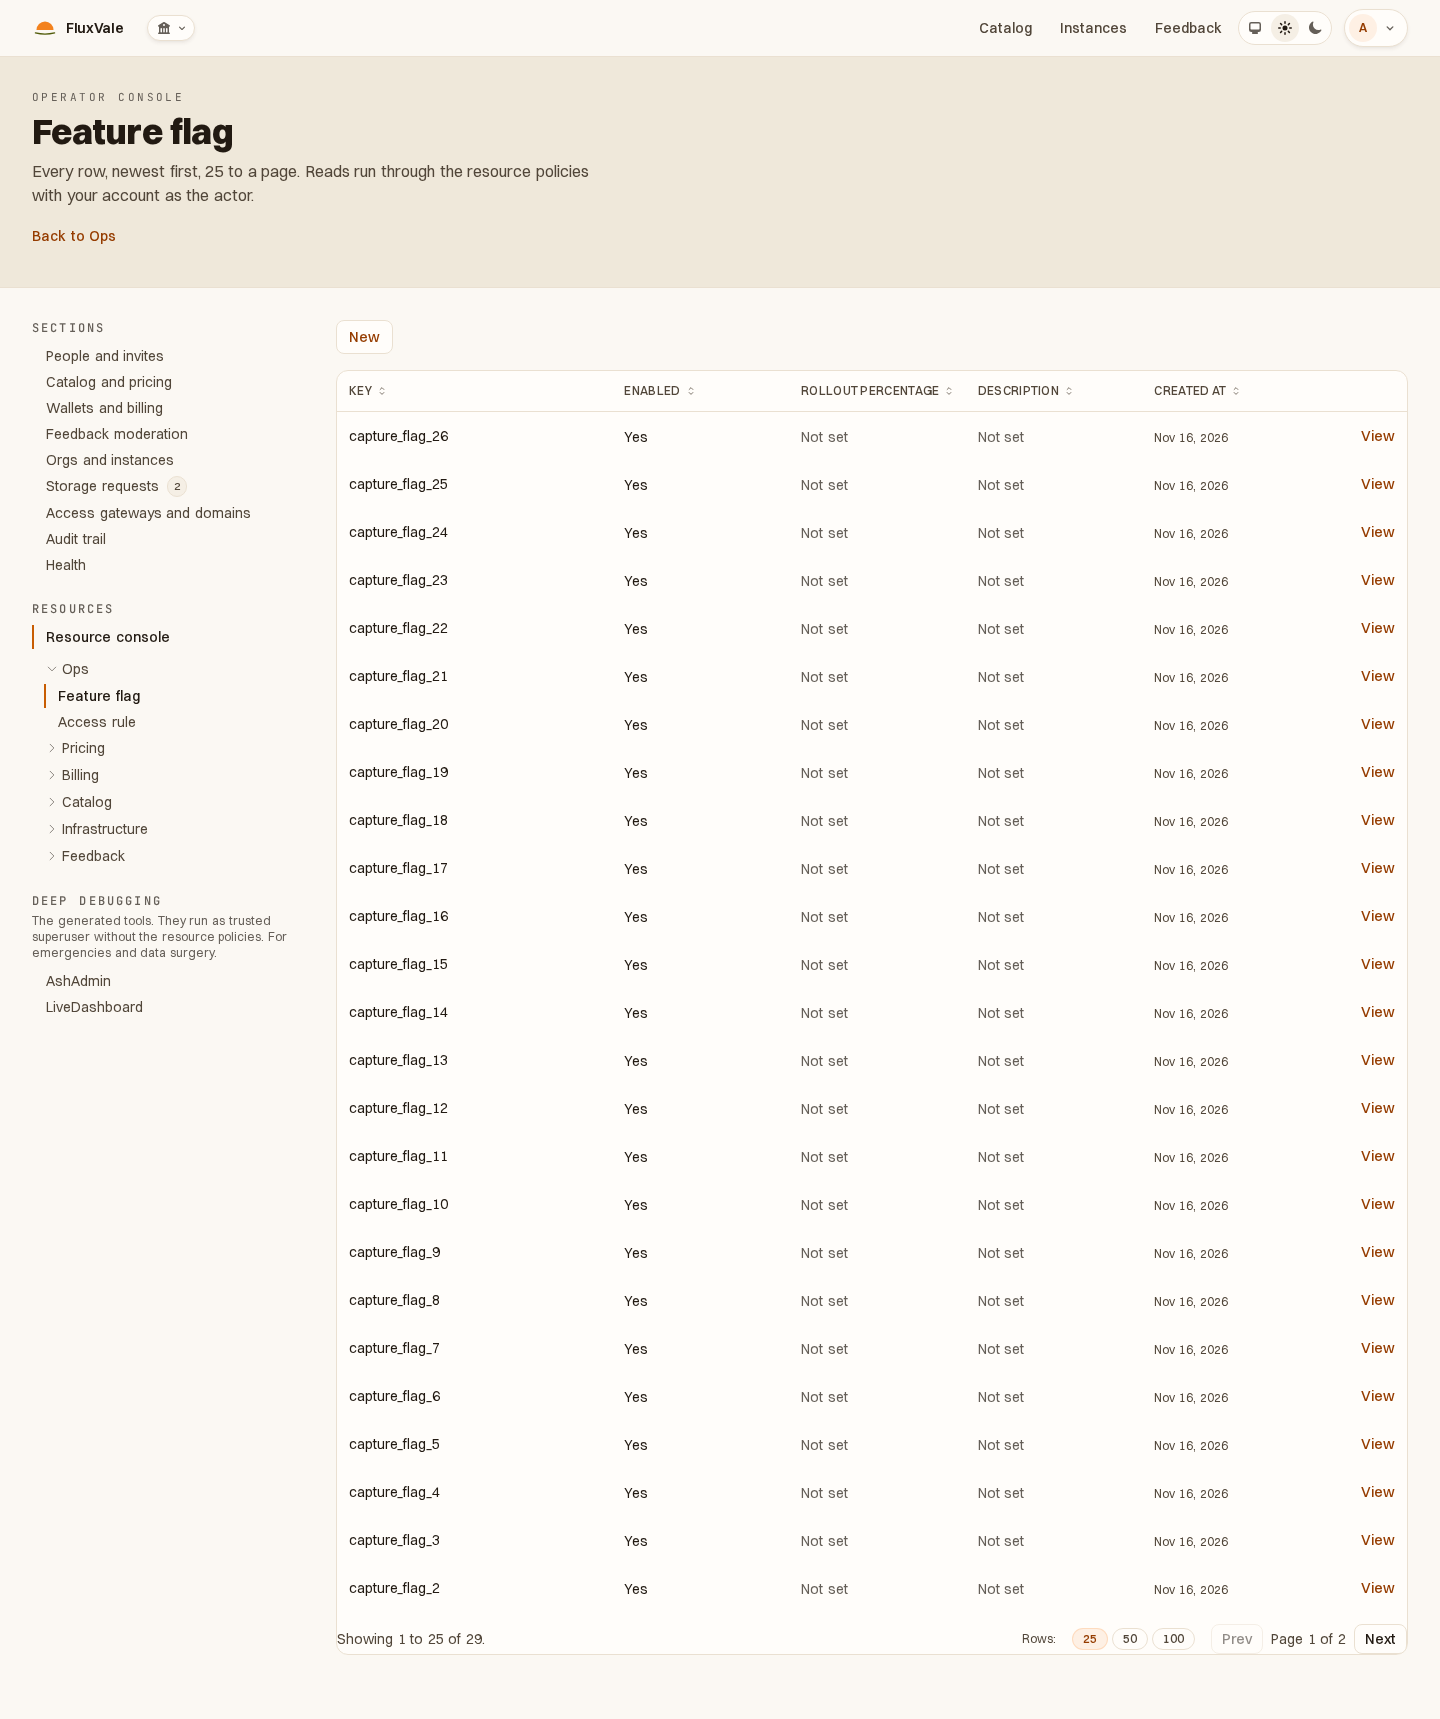 FluxVale
Catalog Instances Feedback A
OPERATOR CONSOLE
Feature flag
Every row, newest first, 25 to a page. Reads run through the resource policies
with your account as the actor.
Back to Ops
SECTIONS
People and invites
Catalog and pricing
Wallets and billing
Feedback moderation
Orgs and instances
Storage requests 2
Access gateways and domains
Audit trail
Health
RESOURCES
Resource console
Ops
Feature flag
Access rule
Pricing
Billing
Catalog
Infrastructure
Feedback
DEEP DEBUGGING
The generated tools. They run as trusted
superuser without the resource policies. For
emergencies and data surgery.
AshAdmin
LiveDashboard
New
KEY ENABLED ROLLOUT PERCENTAGE DESCRIPTION CREATED AT
capture_flag_26 Yes Not set Not set Nov 16, 2026 View
capture_flag_25 Yes Not set Not set Nov 16, 2026 View
capture_flag_24 Yes Not set Not set Nov 16, 2026 View
capture_flag_23 Yes Not set Not set Nov 16, 2026 View
capture_flag_22 Yes Not set Not set Nov 16, 2026 View
capture_flag_21 Yes Not set Not set Nov 16, 2026 View
capture_flag_20 Yes Not set Not set Nov 16, 2026 View
capture_flag_19 Yes Not set Not set Nov 16, 2026 View
capture_flag_18 Yes Not set Not set Nov 16, 2026 View
capture_flag_17 Yes Not set Not set Nov 16, 2026 View
capture_flag_16 Yes Not set Not set Nov 16, 2026 View
capture_flag_15 Yes Not set Not set Nov 16, 2026 View
capture_flag_14 Yes Not set Not set Nov 16, 2026 View
capture_flag_13 Yes Not set Not set Nov 16, 2026 View
capture_flag_12 Yes Not set Not set Nov 16, 2026 View
capture_flag_11 Yes Not set Not set Nov 16, 2026 View
capture_flag_10 Yes Not set Not set Nov 16, 2026 View
capture_flag_9 Yes Not set Not set Nov 16, 2026 View
capture_flag_8 Yes Not set Not set Nov 16, 2026 View
capture_flag_7 Yes Not set Not set Nov 16, 2026 View
capture_flag_6 Yes Not set Not set Nov 16, 2026 View
capture_flag_5 Yes Not set Not set Nov 16, 2026 View
capture_flag_4 Yes Not set Not set Nov 16, 2026 View
capture_flag_3 Yes Not set Not set Nov 16, 2026 View
capture_flag_2 Yes Not set Not set Nov 16, 2026 View
Showing 1 to 25 of 29. Rows: 25 50 100 Prev Page 1 of 2 Next